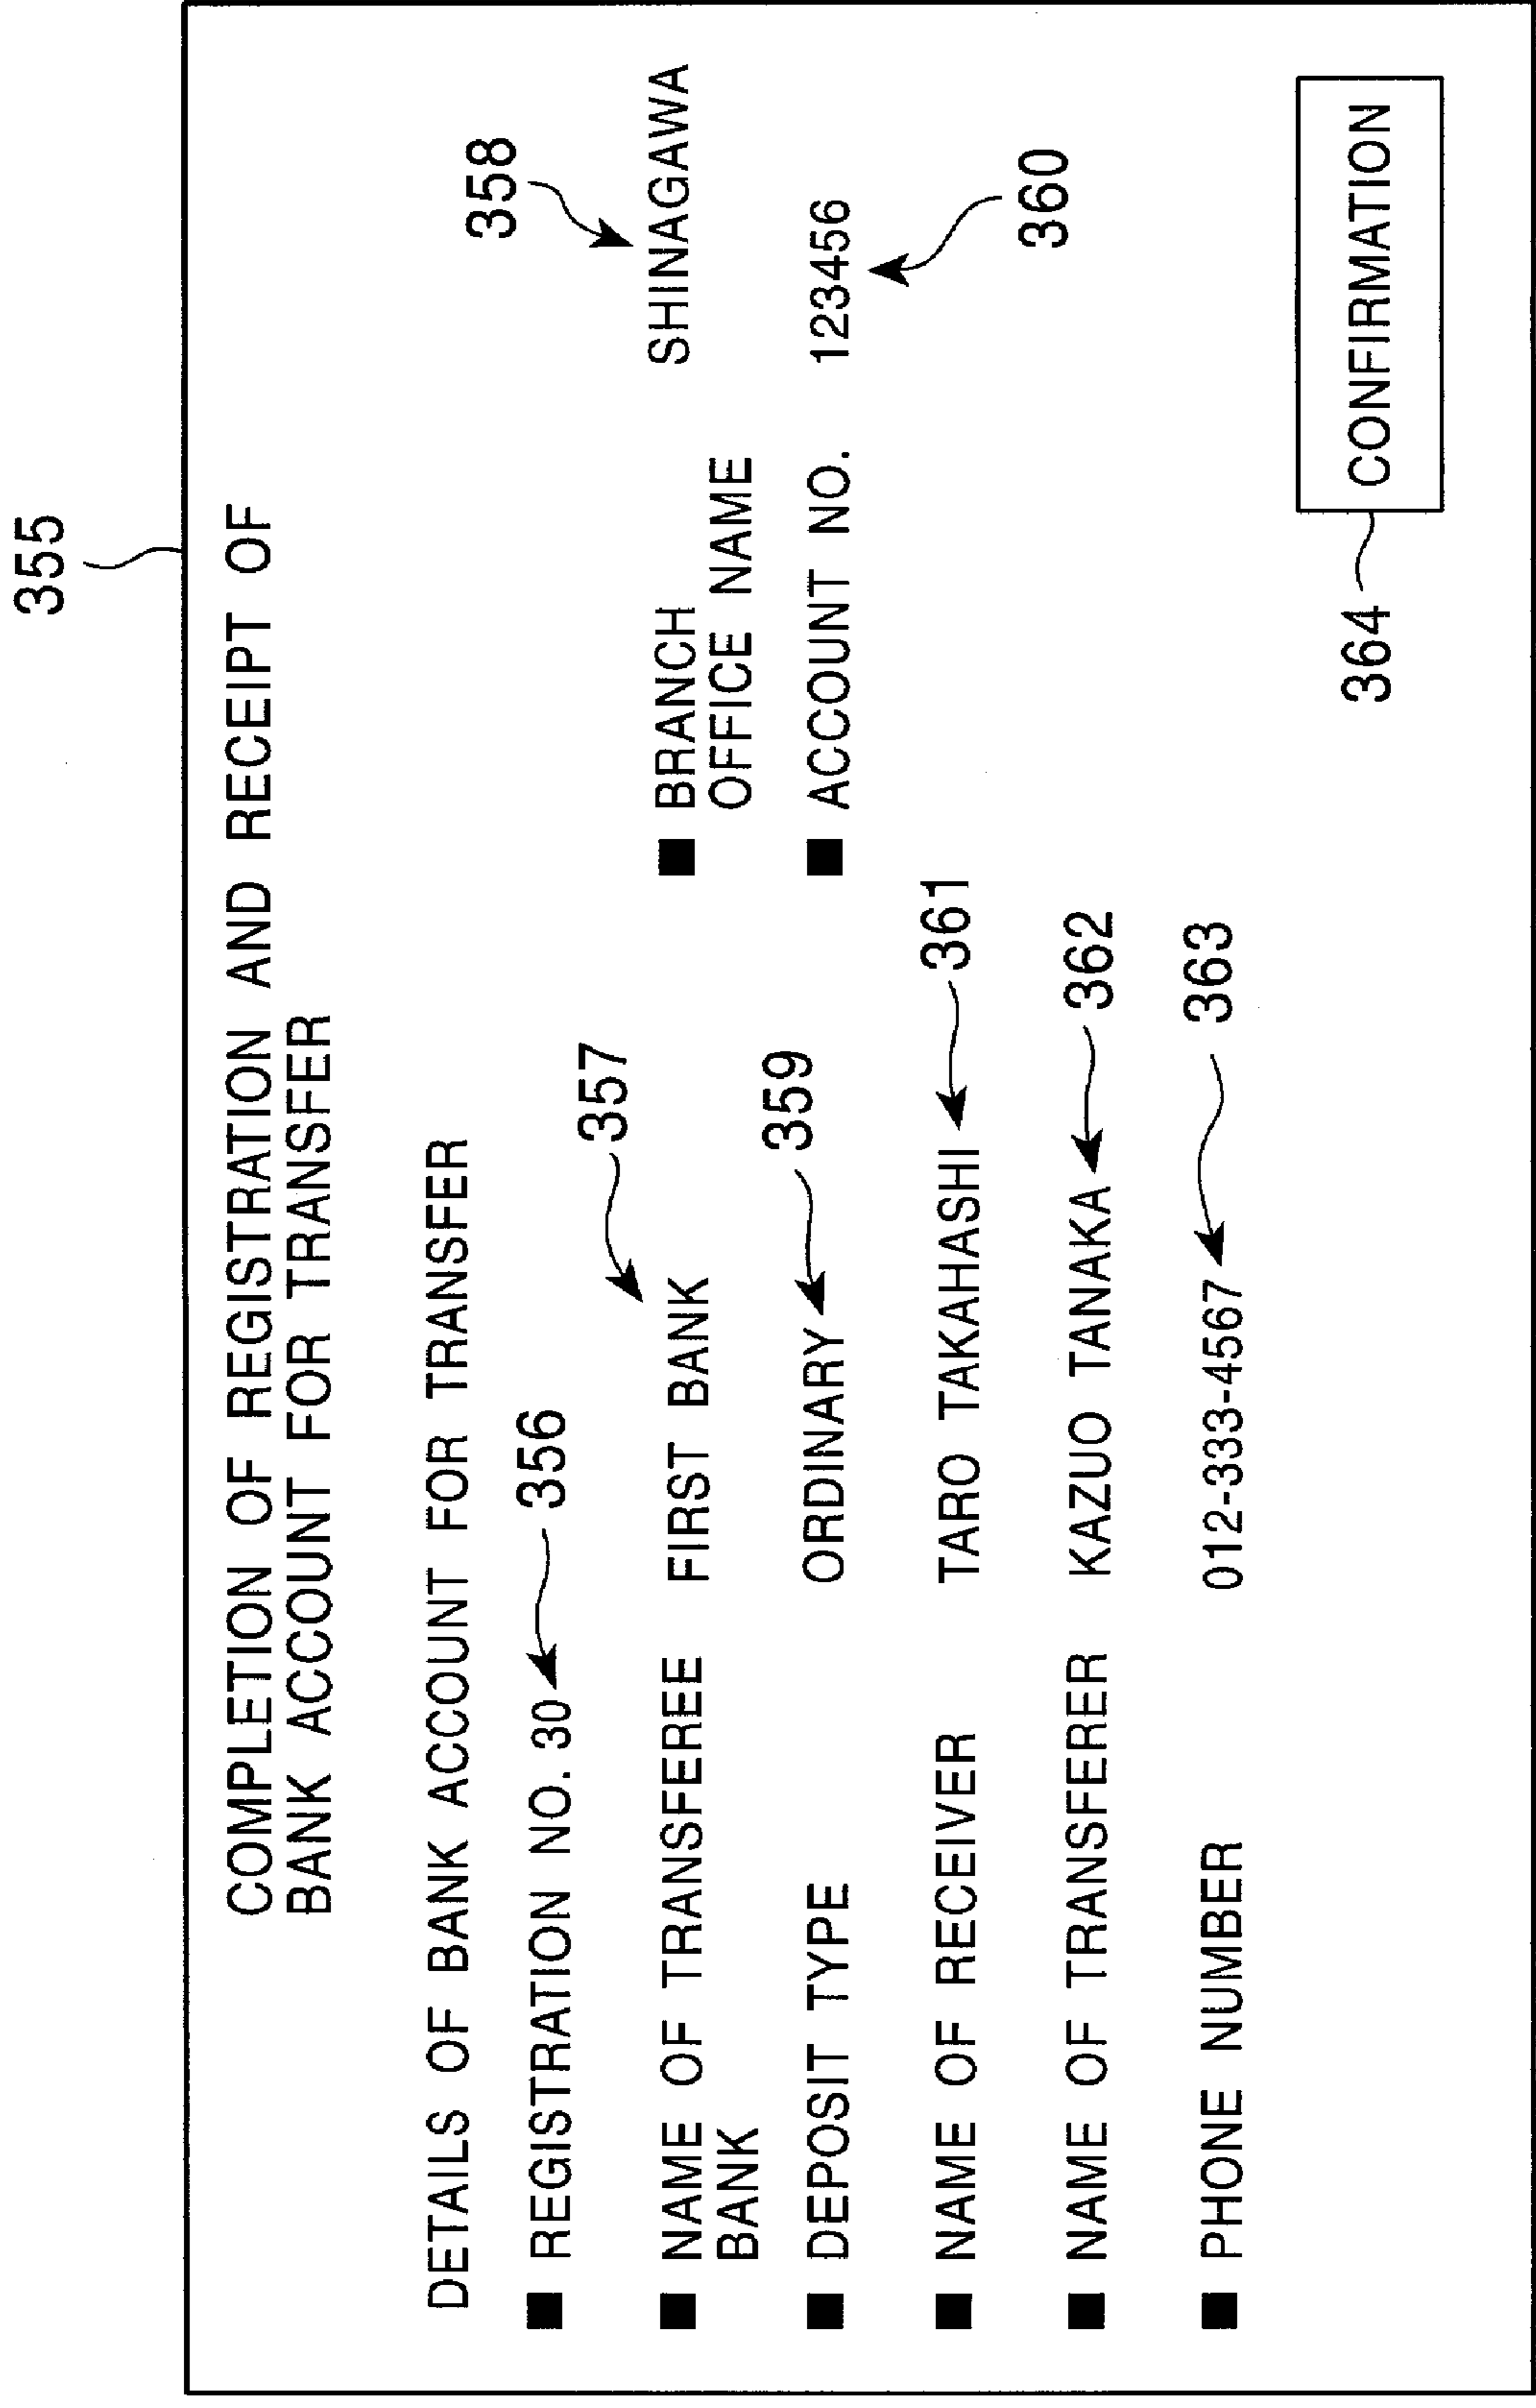 355
COMPLETION OF REGISTRATION AND RECEIPT OF
BANK ACCOUNT FOR TRANSFER
DETAILS OF BANK ACCOUNT FOR TRANSFER
■ REGISTRATION NO. 30 356
357
358
■ NAME OF TRANSFEREE FIRST BANK ■ BRANCH SHINAGAWA
BANK OFFICE NAME
359
■ DEPOSIT TYPE ORDINARY ■ ACCOUNT NO. 123456
360
■ NAME OF RECEIVER TARO TAKAHASHI 361
■ NAME OF TRANSFERER KAZUO TANAKA 362
■ PHONE NUMBER 012-333-4567 363
364 CONFIRMATION